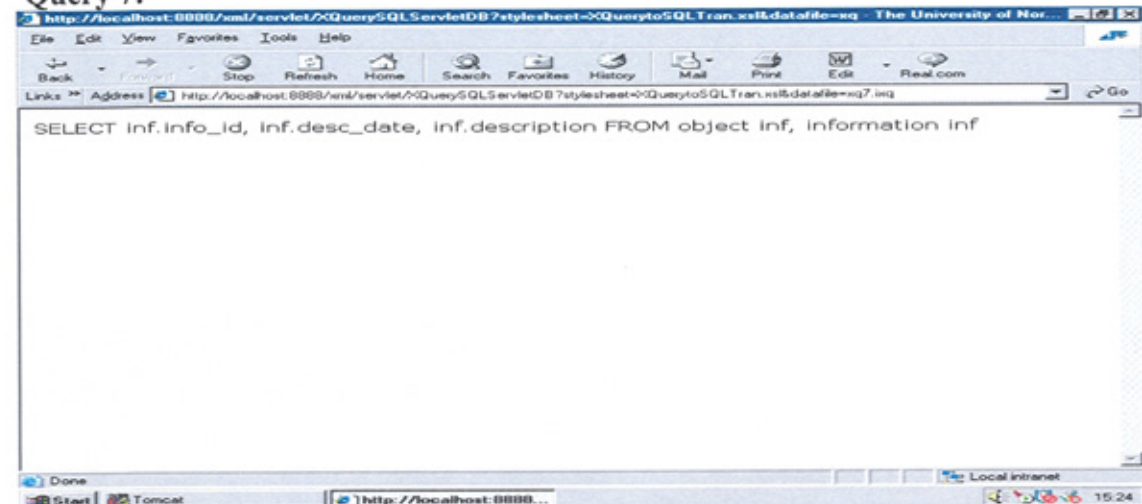 Query 7:
http://localhost:8888/xml/servlet/XQuerySQLServletDB?stylesheet=XQuerytoSQLTran.xsl&datafile=xq - The University of Nor...
File Edit View Favorites Tools Help
Back Forward Stop Refresh Home Search Favorites History Mail Print Edit Real.com
Links » Address http://localhost:8888/xml/servlet/XQuerySQLServletDB?stylesheet=XQuerytoSQLTran.xsl&datafile=xq7.ixq Go
SELECT inf.info_id, inf.desc_date, inf.description FROM object inf, information inf
Done Local intranet
Start Tomcat http://localhost:8888... 15:24